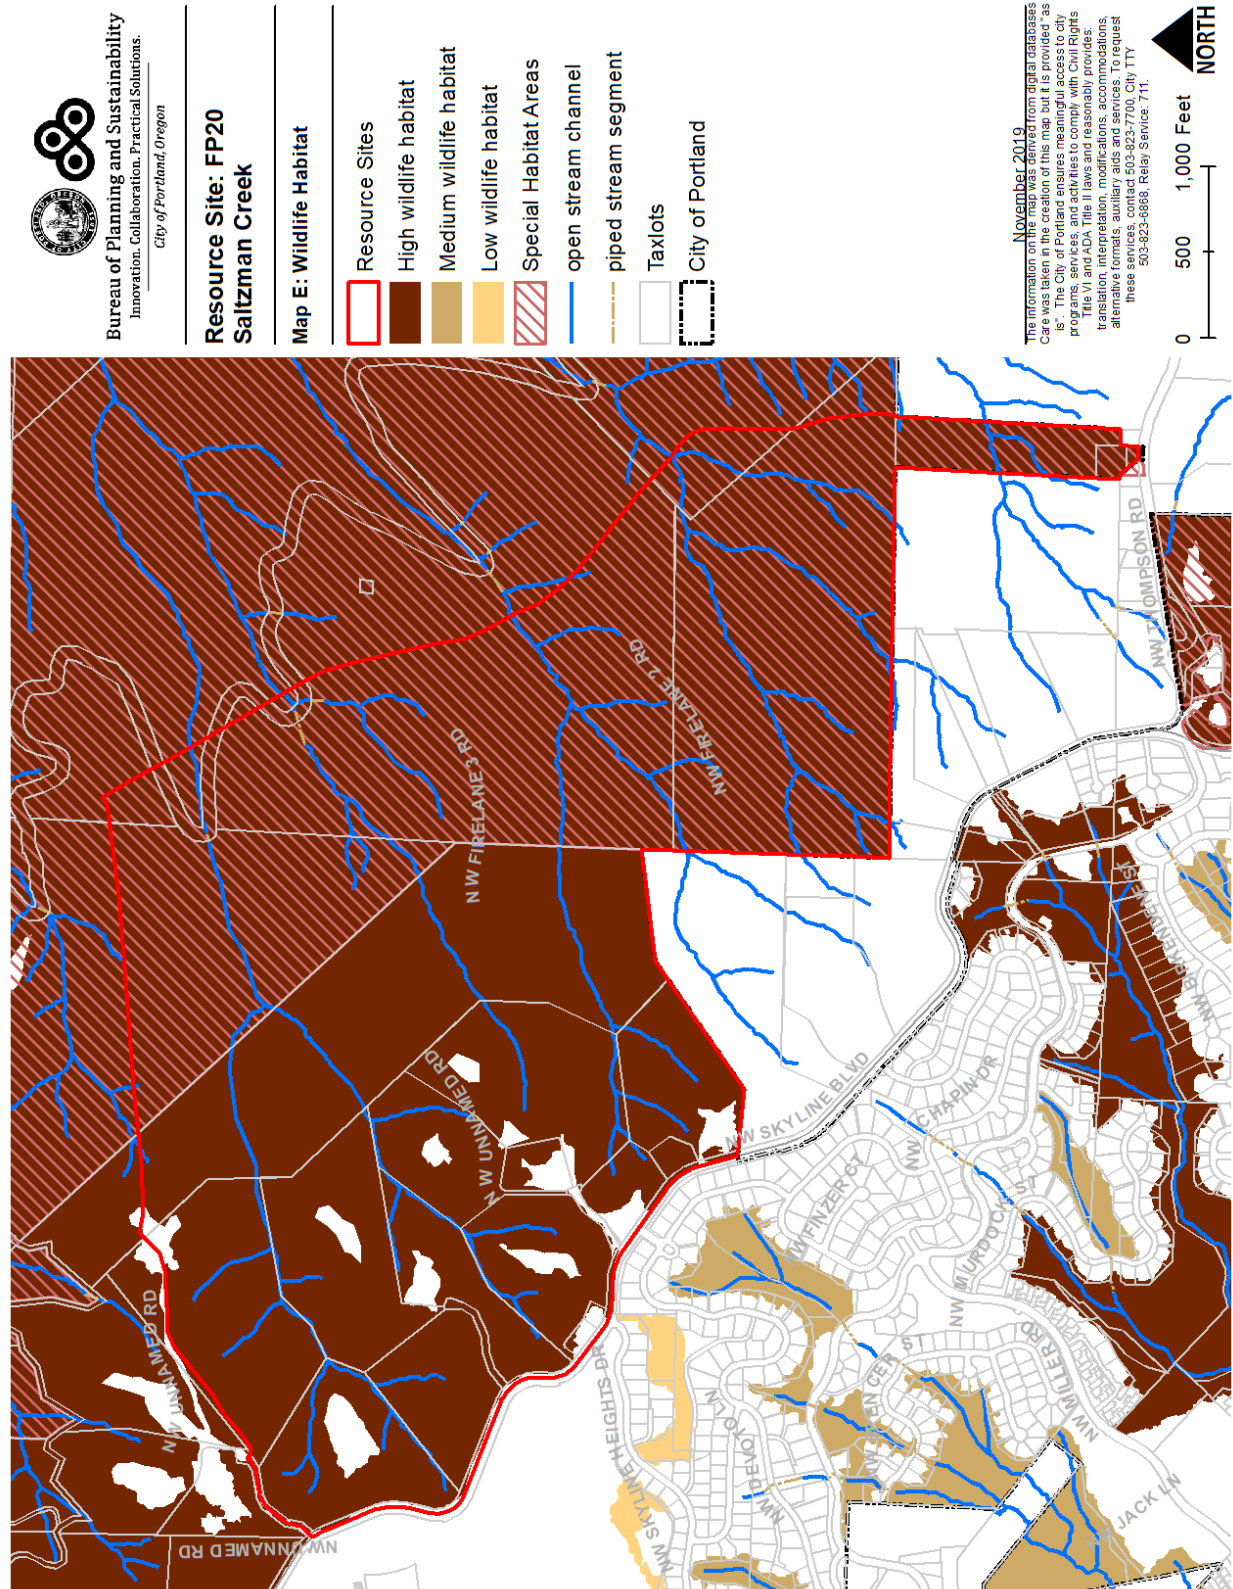 Bureau of Planning and Sustainability
Innovation. Collaboration. Practical Solutions.
City of Portland, Oregon
Resource Site: FP20
Saltzman Creek
Map E: Wildlife Habitat
Resource Sites
High wildlife habitat
Medium wildlife habitat
Low wildlife habitat
Special Habitat Areas
open stream channel
piped stream segment
Taxlots
City of Portland
November 2019
The information on the map was derived from digital databases
Care was taken in the creation of this map but it is provided "as
is". The City of Portland ensures meaningful access to city
programs, services, and activities to comply with Civil Rights
Title VI and ADA Title II laws and reasonably provides:
translation, interpretation, modifications, accommodations,
alternative formats, auxiliary aids and services. To request
these services, contact 503-823-7700, City TTY
503-823-6868, Relay Service: 711.
0 500 1,000 Feet
NORTH
NW FIRELANE 3 RD
NW FIRELANE 2 RD
NW THOMPSON RD
NW UNNAMED RD
NW SKYLINE BLVD
NW UNNAMED RD
NW UNNAMED RD
NW
NW CHAPIN DR
NW FINZER CT
NW MURDOCK ST
NW MILLER RD
NW SKYLINE HEIGHTS DR
NW DEVOTO LN
SPENCER ST
JACK LN